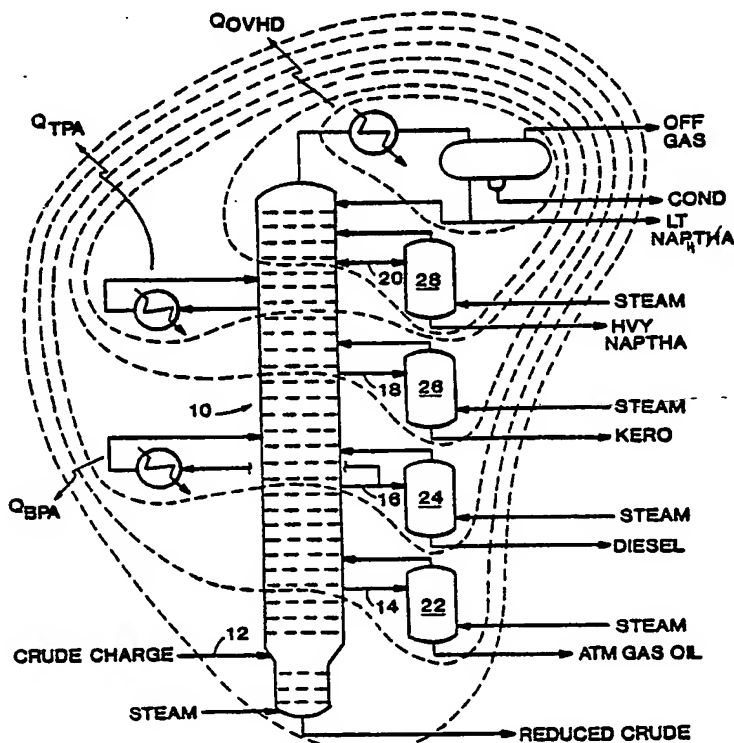 QOVHD
QTPA
OFF
GAS
COND
LT
NAPTHA
H
20
28
STEAM
HVY
NAPTHA
18
26
STEAM
10
KERO
16
24
STEAM
QBPA
DIESEL
14
22
STEAM
12
CRUDE CHARGE
ATM GAS OIL
STEAM
REDUCED CRUDE